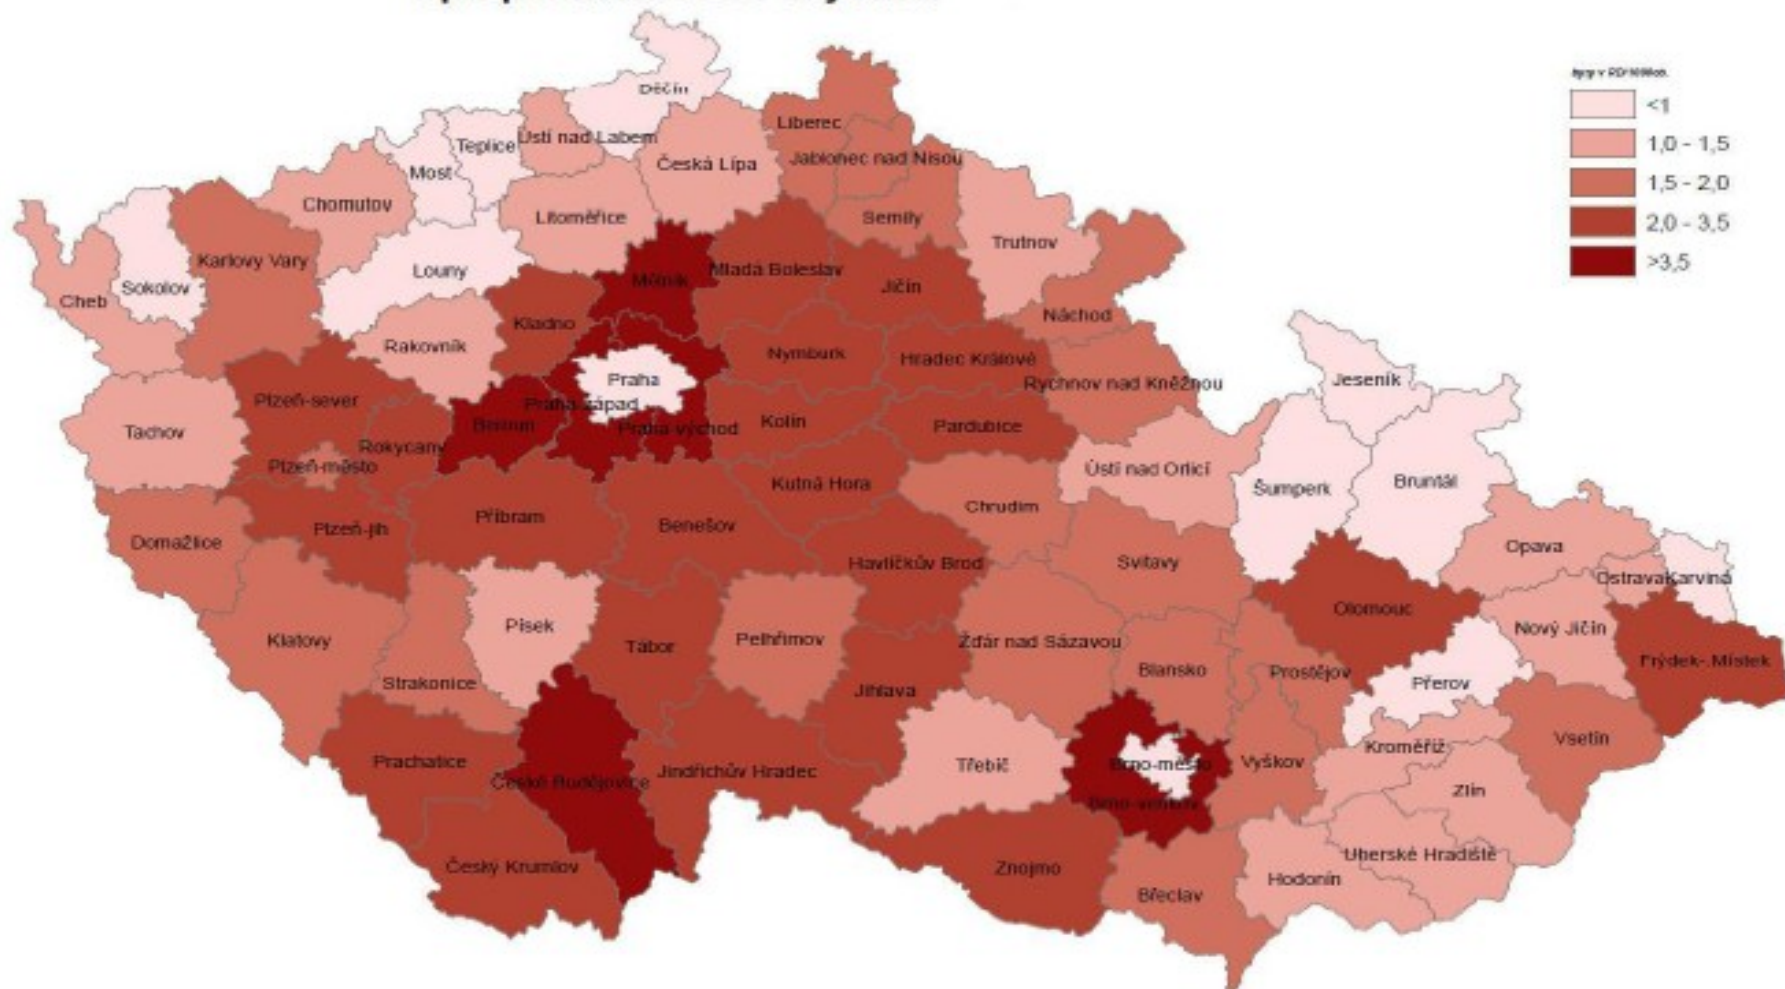 Děčín
Liberec
Teplice
Ústí nad Labem
Jablonec nad Nisou
Česká Lípa
Most
Chomutov
Litoměřice
Semily
Trutnov
Karlovy Vary
Louny
Mělník
Mladá Boleslav
Jičín
Sokolov
Cheb
Kladno
Náchod
Rakovník
Nymburk
Hradec Králové
Praha
Rychnov nad Kněžnou
Jeseník
Plzeň-sever
Praha-západ
Tachov
Rokycany
Beroun
Praha-východ
Kolín
Pardubice
Plzeň-město
Ústí nad Orlicí
Šumperk
Bruntál
Kutná Hora
Chrudim
Příbram
Benešov
Plzeň-jih
Domažlice
Opava
Havlíčkův Brod
Svitavy
Ostrava
Karviná
Olomouc
Písek
Nový Jičín
Klatovy
Tábor
Pelhřimov
Žďár nad Sázavou
Frýdek-.Místek
Blansko
Prostějov
Strakonice
Jihlava
Přerov
Vsetín
Kroměříž
Prachatice
České Budějovice
Jindřichův Hradec
Třebíč
Brno-město
Vyškov
Zlín
Brno-venkov
Uherské Hradiště
Český Krumlov
Znojmo
Hodonín
Břeclav
<1
1,0 - 1,5
1,5 - 2,0
2,0 - 3,5
>3,5